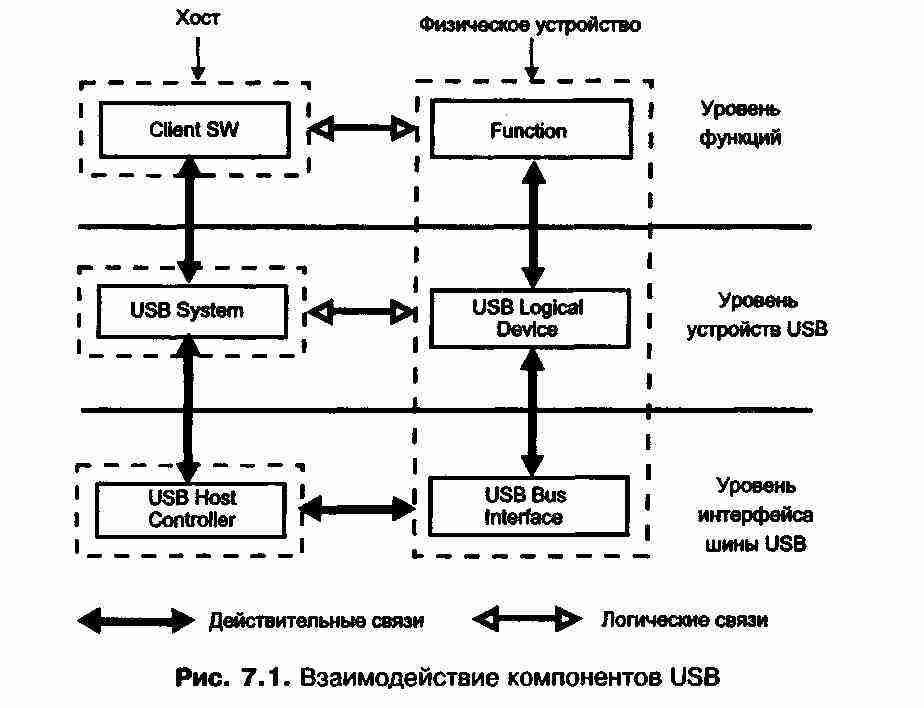 Хост
Физическое устройство
Client SW
Function
Уровень
функций
USB System
USB Logical
Device
Уровень
устройств USB
USB Host
Controller
USB Bus
Interface
Уровень
интерфейса
шины USB
Действительные связи
Логические связи
Рис. 7.1. Взаимодействие компонентов USB